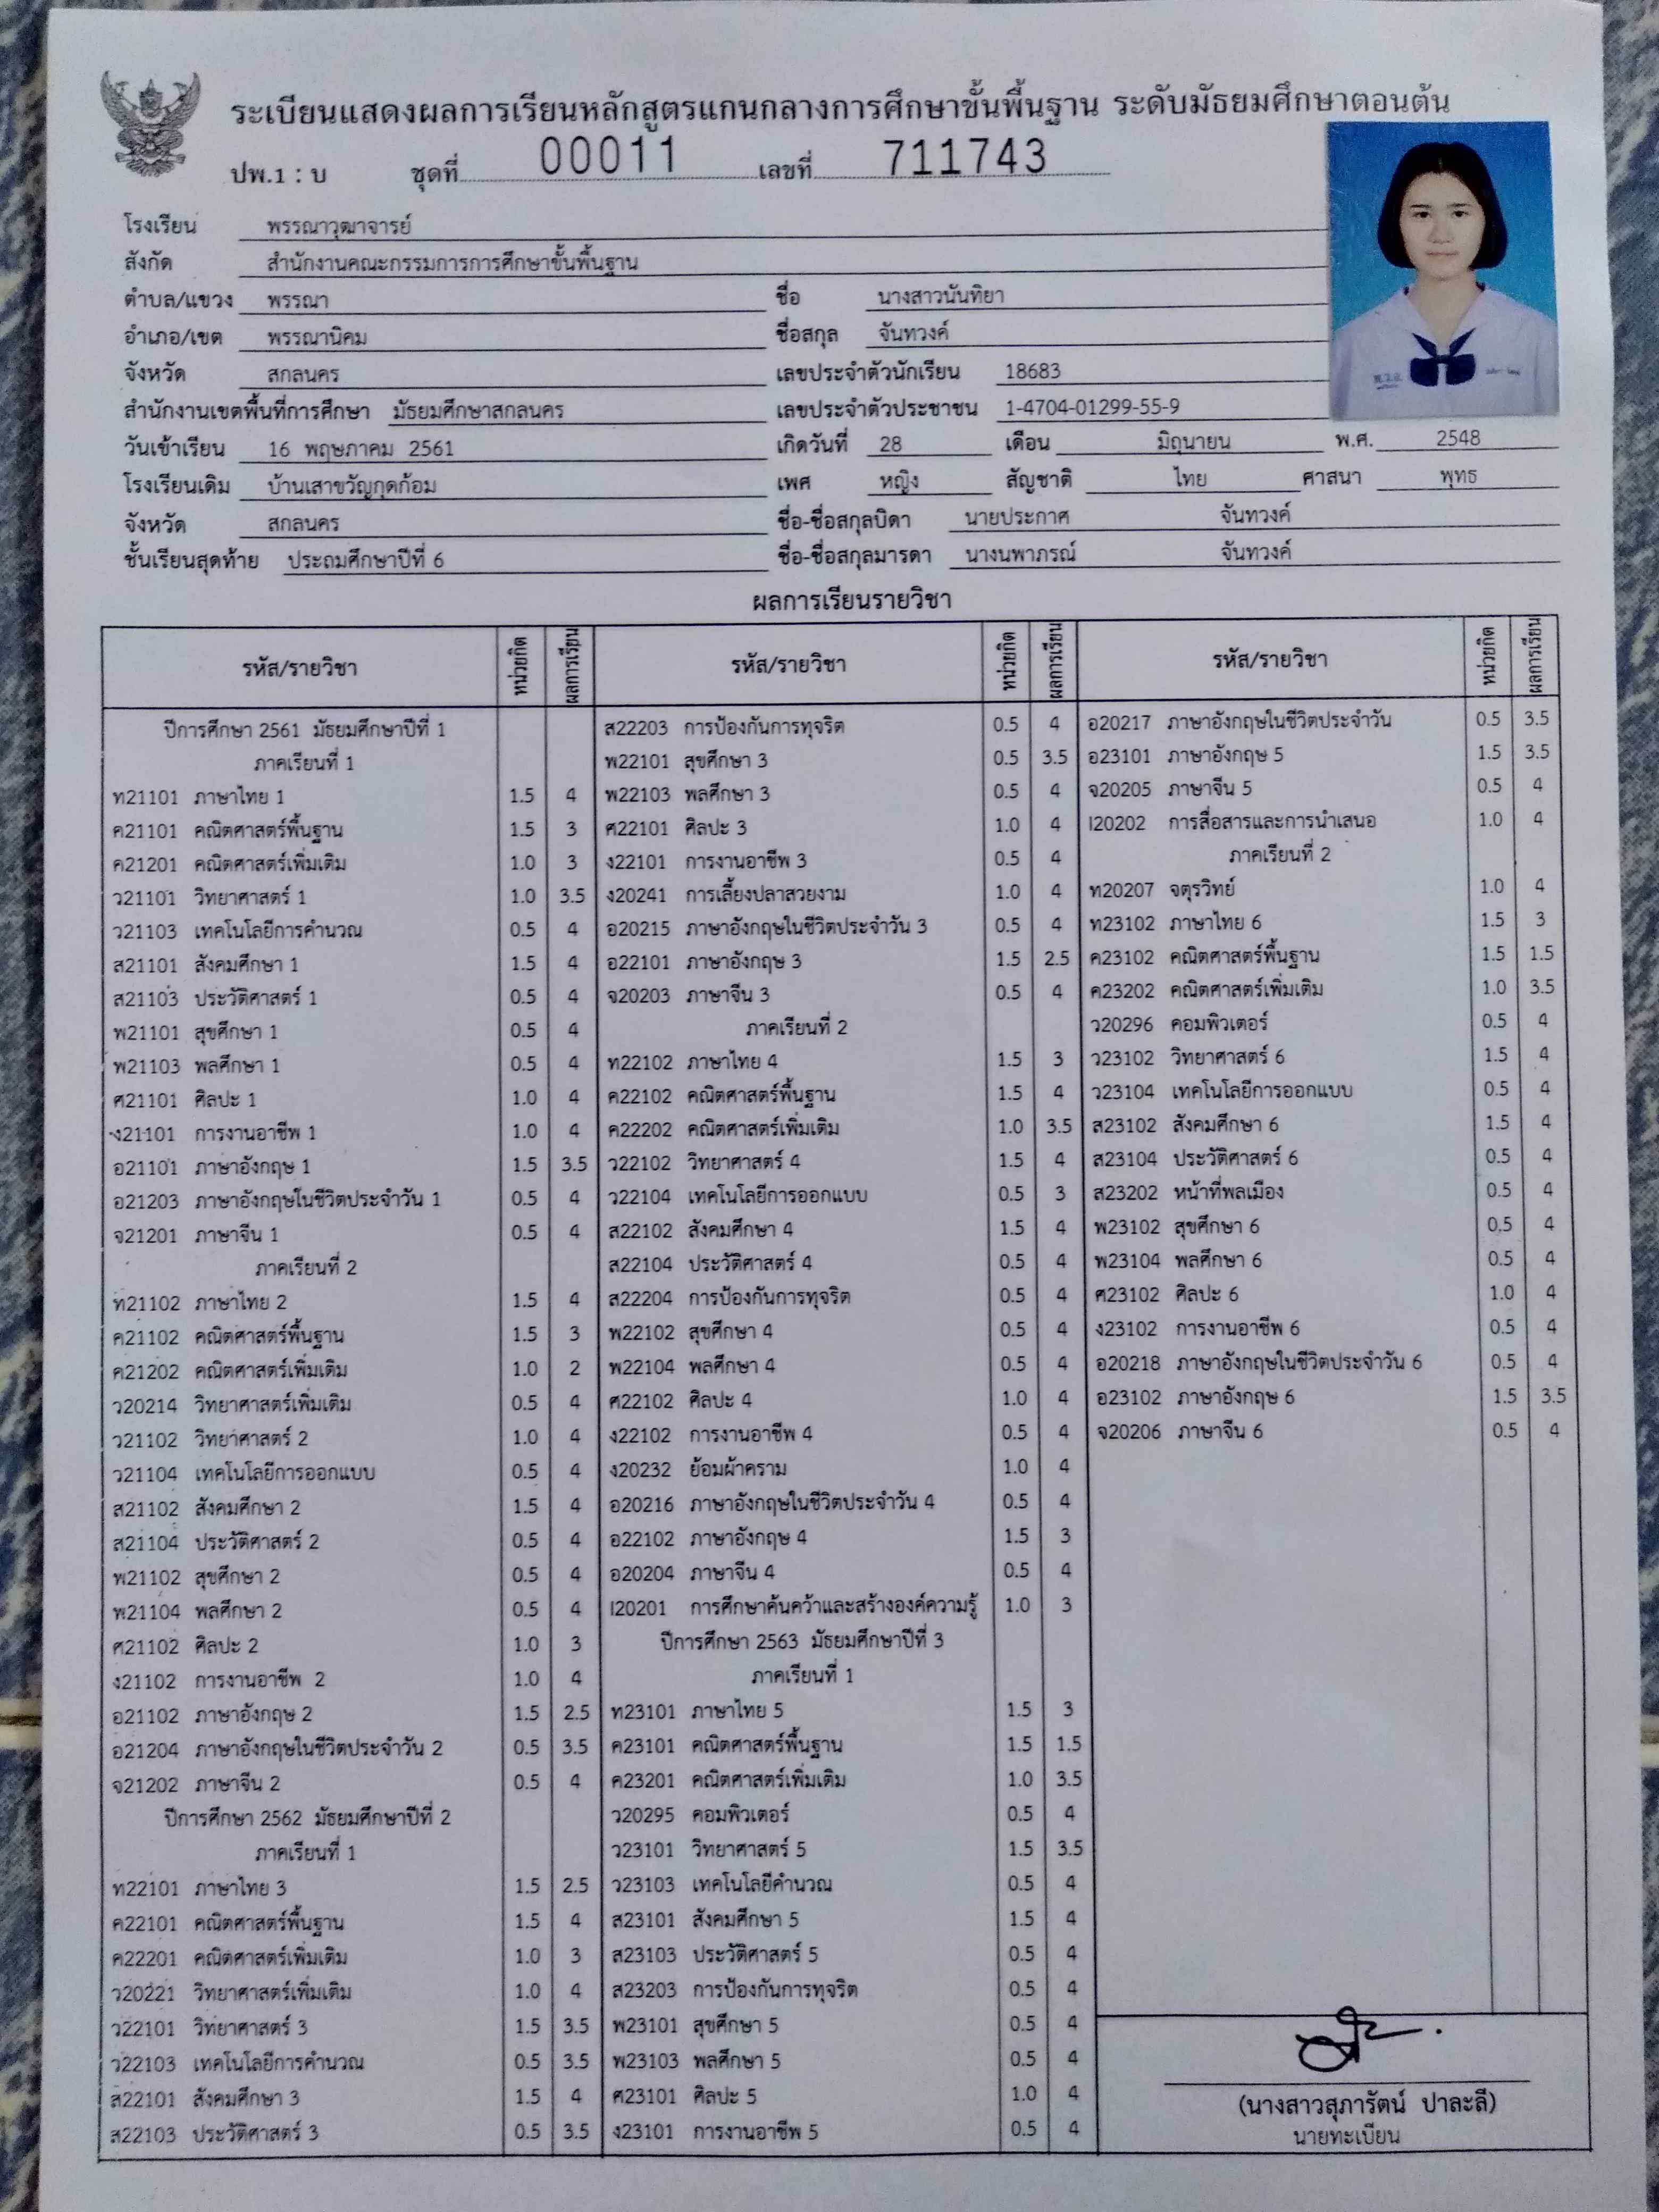 ระเบียนแสดงผลการเรียนหลักสูตรแกนกลางการศึกษาขั้นพื้นฐาน ระดับมัธยมศึกษาตอนต้น
ปพ.1 : บ ชุดที่ 00011 เลขที่ 711743
โรงเรียน พรรณาวุฒาจารย์
สังกัด สำนักงานคณะกรรมการการศึกษาขั้นพื้นฐาน
ตำบล/แขวง พรรณา
อำเภอ/เขต พรรณานิคม
จังหวัด สกลนคร
สำนักงานเขตพื้นที่การศึกษา มัธยมศึกษาสกลนคร
วันเข้าเรียน 16 พฤษภาคม 2561
โรงเรียนเดิม บ้านเสาขวัญกุดก้อม
จังหวัด สกลนคร
ชั้นเรียนสุดท้าย ประถมศึกษาปีที่ 6
ชื่อ นางสาวนันทิยา
ชื่อสกุล จันทวงค์
เลขประจำตัวนักเรียน 18683
เลขประจำตัวประชาชน 1-4704-01299-55-9
เกิดวันที่ 28 เดือน มิถุนายน พ.ศ. 2548
เพศ หญิง สัญชาติ ไทย ศาสนา พุทธ
ชื่อ-ชื่อสกุลบิดา นายประกาศ จันทวงค์
ชื่อ-ชื่อสกุลมารดา นางนพาภรณ์ จันทวงค์
ผลการเรียนรายวิชา
รหัส/รายวิชา หน่วยกิต ผลการเรียน
ปีการศึกษา 2561 มัธยมศึกษาปีที่ 1
ภาคเรียนที่ 1
ท21101 ภาษาไทย 1 1.5 4
ค21101 คณิตศาสตร์พื้นฐาน 1.5 3
ค21201 คณิตศาสตร์เพิ่มเติม 1.0 3
ว21101 วิทยาศาสตร์ 1 1.0 3.5
ว21103 เทคโนโลยีการคำนวณ 0.5 4
ส21101 สังคมศึกษา 1 1.5 4
ส21103 ประวัติศาสตร์ 1 0.5 4
พ21101 สุขศึกษา 1 0.5 4
พ21103 พลศึกษา 1 0.5 4
ศ21101 ศิลปะ 1 1.0 4
ง21101 การงานอาชีพ 1 1.0 4
อ21101 ภาษาอังกฤษ 1 1.5 3.5
อ21203 ภาษาอังกฤษในชีวิตประจำวัน 1 0.5 4
จ21201 ภาษาจีน 1 0.5 4
ภาคเรียนที่ 2
ท21102 ภาษาไทย 2 1.5 4
ค21102 คณิตศาสตร์พื้นฐาน 1.5 3
ค21202 คณิตศาสตร์เพิ่มเติม 1.0 2
ว20214 วิทยาศาสตร์เพิ่มเติม 0.5 4
ว21102 วิทยาศาสตร์ 2 1.0 4
ว21104 เทคโนโลยีการออกแบบ 0.5 4
ส21102 สังคมศึกษา 2 1.5 4
ส21104 ประวัติศาสตร์ 2 0.5 4
พ21102 สุขศึกษา 2 0.5 4
พ21104 พลศึกษา 2 0.5 4
ศ21102 ศิลปะ 2 1.0 3
ง21102 การงานอาชีพ 2 1.0 4
อ21102 ภาษาอังกฤษ 2 1.5 2.5
อ21204 ภาษาอังกฤษในชีวิตประจำวัน 2 0.5 3.5
จ21202 ภาษาจีน 2 0.5 4
ปีการศึกษา 2562 มัธยมศึกษาปีที่ 2
ภาคเรียนที่ 1
ท22101 ภาษาไทย 3 1.5 2.5
ค22101 คณิตศาสตร์พื้นฐาน 1.5 4
ค22201 คณิตศาสตร์เพิ่มเติม 1.0 3
ว20221 วิทยาศาสตร์เพิ่มเติม 1.0 4
ว22101 วิทยาศาสตร์ 3 1.5 3.5
ว22103 เทคโนโลยีการคำนวณ 0.5 3.5
ส22101 สังคมศึกษา 3 1.5 4
ส22103 ประวัติศาสตร์ 3 0.5 3.5
รหัส/รายวิชา หน่วยกิต ผลการเรียน
ส22203 การป้องกันการทุจริต 0.5 4
พ22101 สุขศึกษา 3 0.5 3.5
พ22103 พลศึกษา 3 0.5 4
ศ22101 ศิลปะ 3 1.0 4
ง22101 การงานอาชีพ 3 0.5 4
ง20241 การเลี้ยงปลาสวยงาม 1.0 4
อ20215 ภาษาอังกฤษในชีวิตประจำวัน 3 0.5 4
อ22101 ภาษาอังกฤษ 3 1.5 2.5
จ20203 ภาษาจีน 3 0.5 4
ภาคเรียนที่ 2
ท22102 ภาษาไทย 4 1.5 3
ค22102 คณิตศาสตร์พื้นฐาน 1.5 4
ค22202 คณิตศาสตร์เพิ่มเติม 1.0 3.5
ว22102 วิทยาศาสตร์ 4 1.5 4
ว22104 เทคโนโลยีการออกแบบ 0.5 3
ส22102 สังคมศึกษา 4 1.5 4
ส22104 ประวัติศาสตร์ 4 0.5 4
ส22204 การป้องกันการทุจริต 0.5 4
พ22102 สุขศึกษา 4 0.5 4
พ22104 พลศึกษา 4 0.5 4
ศ22102 ศิลปะ 4 1.0 4
ง22102 การงานอาชีพ 4 0.5 4
ง20232 ย้อมผ้าคราม 1.0 4
อ20216 ภาษาอังกฤษในชีวิตประจำวัน 4 0.5 4
อ22102 ภาษาอังกฤษ 4 1.5 3
อ20204 ภาษาจีน 4 0.5 4
I20201 การศึกษาค้นคว้าและสร้างองค์ความรู้ 1.0 3
ปีการศึกษา 2563 มัธยมศึกษาปีที่ 3
ภาคเรียนที่ 1
ท23101 ภาษาไทย 5 1.5 3
ค23101 คณิตศาสตร์พื้นฐาน 1.5 1.5
ค23201 คณิตศาสตร์เพิ่มเติม 1.0 3.5
ว20295 คอมพิวเตอร์ 0.5 4
ว23101 วิทยาศาสตร์ 5 1.5 3.5
ว23103 เทคโนโลยีคำนวณ 0.5 4
ส23101 สังคมศึกษา 5 1.5 4
ส23103 ประวัติศาสตร์ 5 0.5 4
ส23203 การป้องกันการทุจริต 0.5 4
พ23101 สุขศึกษา 5 0.5 4
พ23103 พลศึกษา 5 0.5 4
ศ23101 ศิลปะ 5 1.0 4
ง23101 การงานอาชีพ 5 0.5 4
รหัส/รายวิชา หน่วยกิต ผลการเรียน
อ20217 ภาษาอังกฤษในชีวิตประจำวัน 0.5 3.5
อ23101 ภาษาอังกฤษ 5 1.5 3.5
จ20205 ภาษาจีน 5 0.5 4
I20202 การสื่อสารและการนำเสนอ 1.0 4
ภาคเรียนที่ 2
ท20207 จตุรวิทย์ 1.0 4
ท23102 ภาษาไทย 6 1.5 3
ค23102 คณิตศาสตร์พื้นฐาน 1.5 1.5
ค23202 คณิตศาสตร์เพิ่มเติม 1.0 3.5
ว20296 คอมพิวเตอร์ 0.5 4
ว23102 วิทยาศาสตร์ 6 1.5 4
ว23104 เทคโนโลยีการออกแบบ 0.5 4
ส23102 สังคมศึกษา 6 1.5 4
ส23104 ประวัติศาสตร์ 6 0.5 4
ส23202 หน้าที่พลเมือง 0.5 4
พ23102 สุขศึกษา 6 0.5 4
พ23104 พลศึกษา 6 0.5 4
ศ23102 ศิลปะ 6 1.0 4
ง23102 การงานอาชีพ 6 0.5 4
อ20218 ภาษาอังกฤษในชีวิตประจำวัน 6 0.5 4
อ23102 ภาษาอังกฤษ 6 1.5 3.5
จ20206 ภาษาจีน 6 0.5 4
(นางสาวสุภารัตน์ ปาละลี)
นายทะเบียน